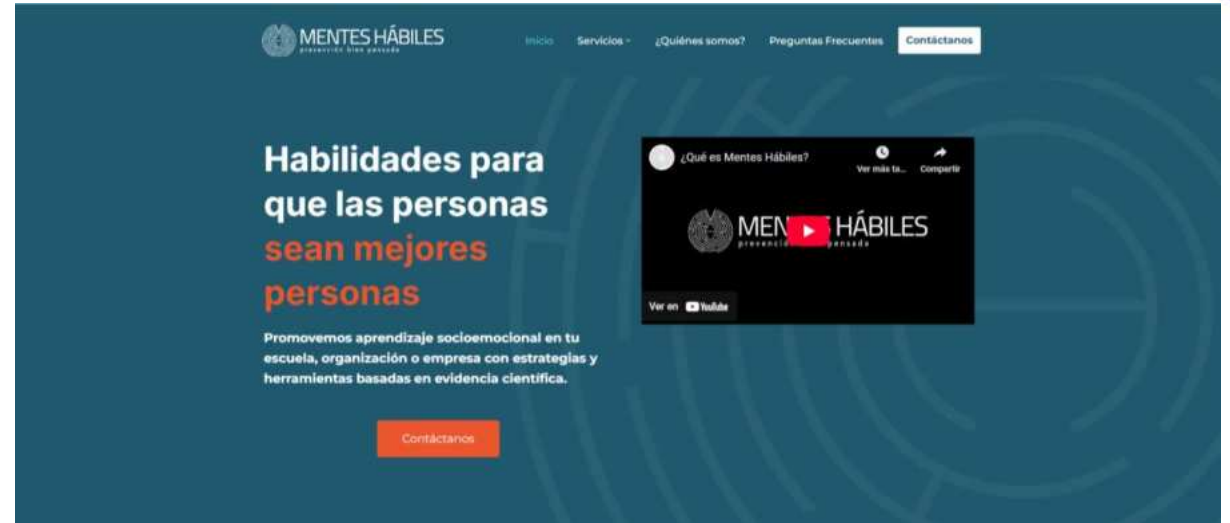 MENTES HÁBILES
prevención bien pensada
Inicio Servicios ¿Quiénes somos? Preguntas Frecuentes Contáctanos
Habilidades para
que las personas
sean mejores
personas
Promovemos aprendizaje socioemocional en tu
escuela, organización o empresa con estrategias y
herramientas basadas en evidencia científica.
Contáctanos
¿Qué es Mentes Hábiles?
Ver más ta... Compartir
MEN HÁBILES
prevenció pensada
Ver en YouTube